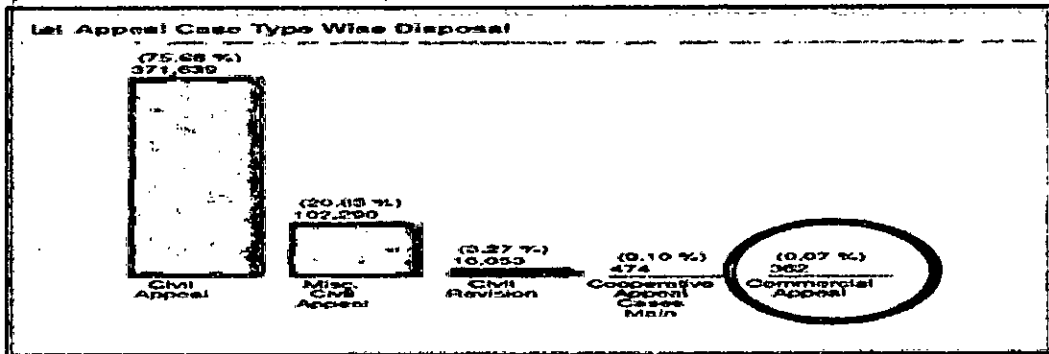 1st Appeal Case Type Wise Disposal
(75.68 %)
371,639
Civil
Appeal
(20.83 %)
102,290
Misc.
Civil
Appeal
(3.27 %)
16,053
Civil
Revision
(0.10 %)
474
Cooperative
Appeal
Cases
Main
(0.07 %)
362
Commercial
Appeal